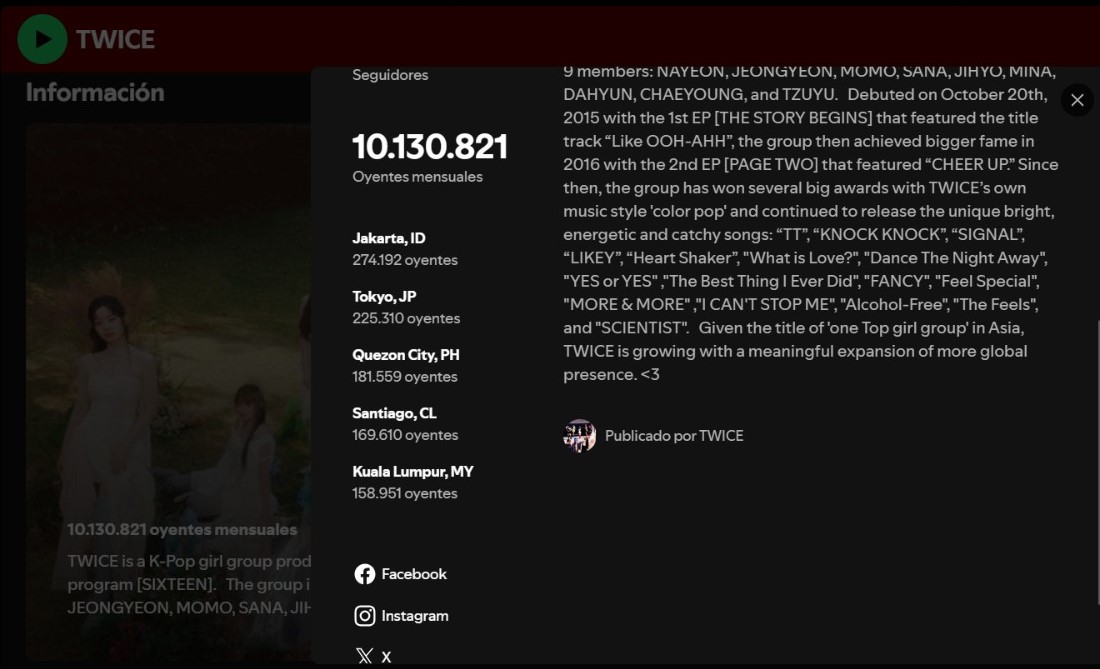 TWICE
Información
10.130.821 oyentes mensuales
TWICE is a K-Pop girl group prod
program [SIXTEEN].  The group i
JEONGYEON, MOMO, SANA, JIH
Seguidores
10.130.821
Oyentes mensuales
Jakarta, ID
274.192 oyentes
Tokyo, JP
225.310 oyentes
Quezon City, PH
181.559 oyentes
Santiago, CL
169.610 oyentes
Kuala Lumpur, MY
158.951 oyentes
Facebook
Instagram
X
9 members: NAYEON, JEONGYEON, MOMO, SANA, JIHYO, MINA,
DAHYUN, CHAEYOUNG, and TZUYU.  Debuted on October 20th,
2015 with the 1st EP [THE STORY BEGINS] that featured the title
track “Like OOH-AHH”, the group then achieved bigger fame in
2016 with the 2nd EP [PAGE TWO] that featured “CHEER UP.” Since
then, the group has won several big awards with TWICE’s own
music style 'color pop' and continued to release the unique bright,
energetic and catchy songs: “TT”, “KNOCK KNOCK”, “SIGNAL”,
“LIKEY”, “Heart Shaker”, "What is Love?", "Dance The Night Away",
"YES or YES" ,"The Best Thing I Ever Did", "FANCY", "Feel Special",
"MORE & MORE" ,"I CAN'T STOP ME", "Alcohol-Free", "The Feels",
and "SCIENTIST".  Given the title of 'one Top girl group' in Asia,
TWICE is growing with a meaningful expansion of more global
presence. <3
Publicado por TWICE